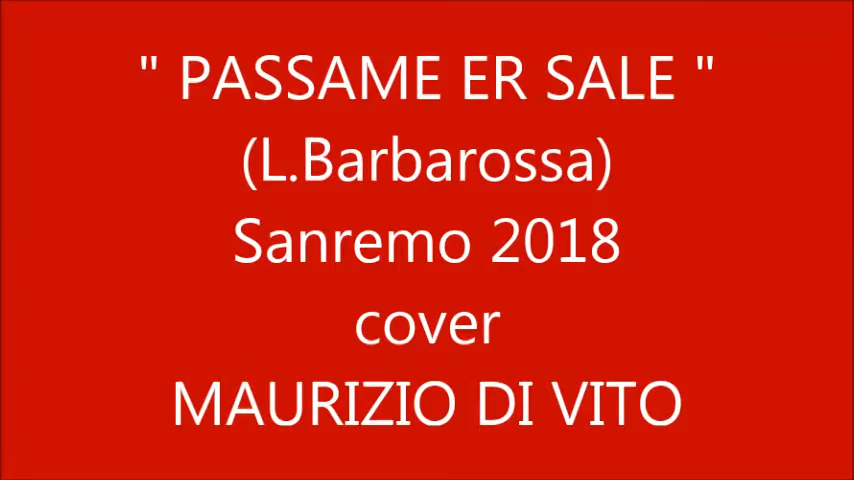 " PASSAME ER SALE "
(L.Barbarossa)
Sanremo 2018
cover
MAURIZIO DI VITO